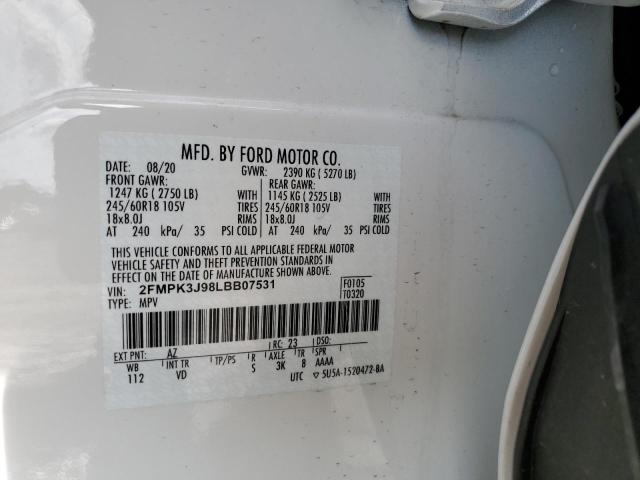 MFD. BY FORD MOTOR CO.
DATE: 08/20 GVWR: 2390 KG ( 5270 LB)
FRONT GAWR: REAR GAWR:
1247 KG ( 2750 LB) WITH 1145 KG ( 2525 LB) WITH
245/60R18 105V TIRES 245/60R18 105V TIRES
18x8.0J RIMS 18x8.0J RIMS
AT 240 kPa/ 35 PSI COLD AT 240 kPa/ 35 PSI COLD
THIS VEHICLE CONFORMS TO ALL APPLICABLE FEDERAL MOTOR
VEHICLE SAFETY AND THEFT PREVENTION STANDARDS IN
EFFECT ON THE DATE OF MANUFACTURE SHOWN ABOVE.
VIN: 2FMPK3J98LBB07531 F0105
TYPE: MPV T0320
EXT PNT: AZ RC: 23 DSO:
WB INT TR TP/PS R AXLE TR SPR
112 VD S 3K 8 AAAA
UTC ▽ 5U5A-1520472-BA